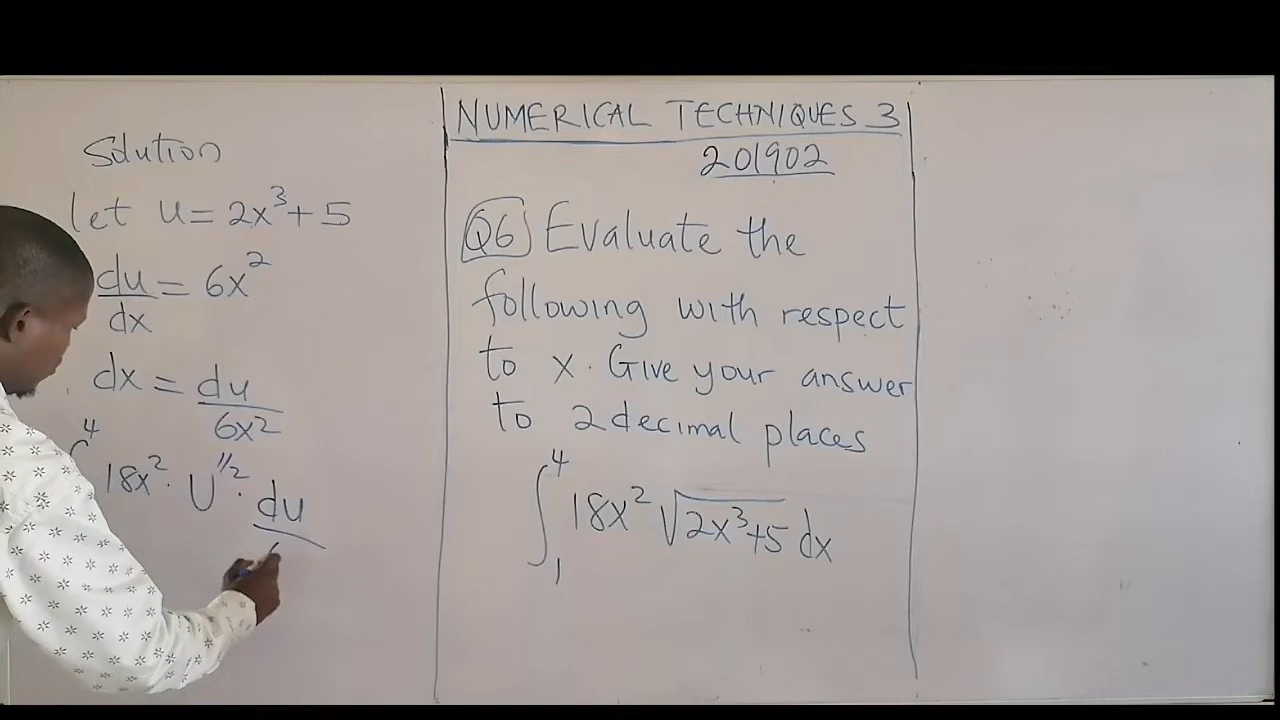 Solution
let u = 2x³ + 5
du/dx = 6x²
dx = du/6x²
4
18x² · U^1/2 · du
NUMERICAL TECHNIQUES 3
201902
Q6 Evaluate the
following with respect
to x. Give your answer
to 2 decimal places
∫₁⁴ 18x² √(2x³+5) dx